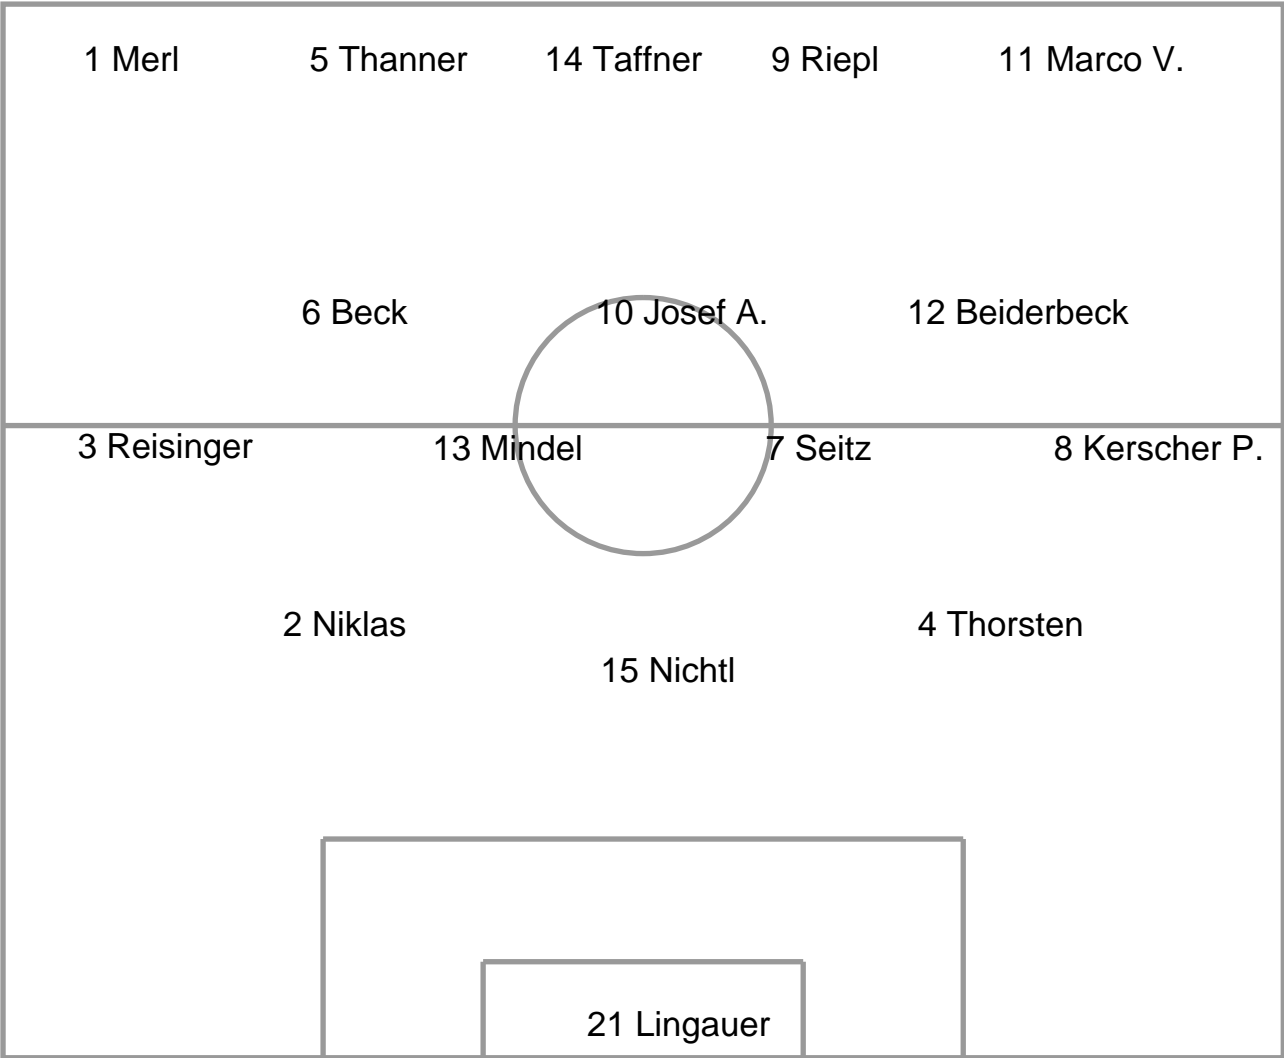 1 Merl 5 Thanner 14 Taffner 9 Riepl 11 Marco V.
6 Beck 10 Josef A. 12 Beiderbeck
3 Reisinger 13 Mindel 7 Seitz 8 Kerscher P.
2 Niklas 4 Thorsten
15 Nichtl
21 Lingauer